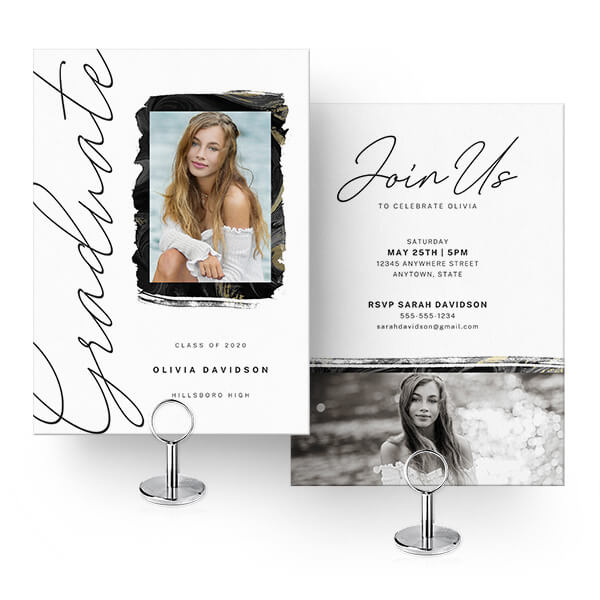 Graduate
CLASS OF 2020
OLIVIA DAVIDSON
HILLSBORO HIGH
Join Us
TO CELEBRATE OLIVIA
SATURDAY
MAY 25TH | 5PM
12345 ANYWHERE STREET
ANYTOWN, STATE
RSVP SARAH DAVIDSON
555-555-1234
sarahdavidson@gmail.com